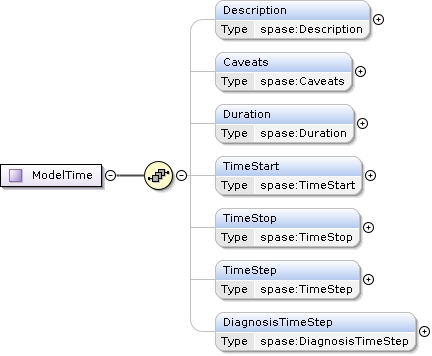 Description
Type spase:Description
Caveats
Type spase:Caveats
Duration
Type spase:Duration
ModelTime
TimeStart
Type spase:TimeStart
TimeStop
Type spase:TimeStop
TimeStep
Type spase:TimeStep
DiagnosisTimeStep
Type spase:DiagnosisTimeStep